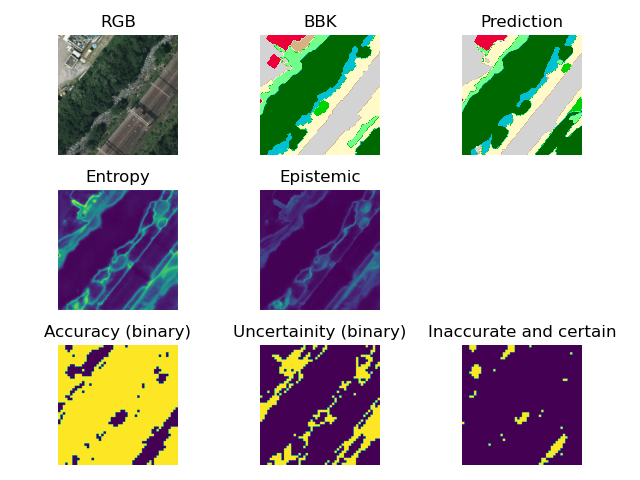 RGB
BBK
Prediction
Entropy
Epistemic
Accuracy (binary)
Uncertainity (binary)
Inaccurate and certain